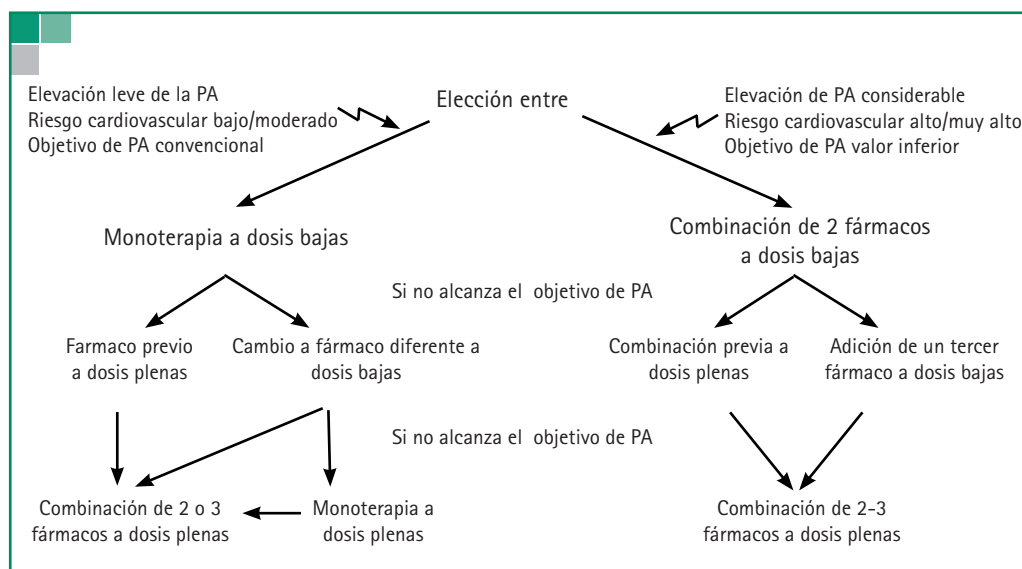 Elevación leve de la PA
Riesgo cardiovascular bajo/moderado
Objetivo de PA convencional
Elección entre
Elevación de PA considerable
Riesgo cardiovascular alto/muy alto
Objetivo de PA valor inferior
Monoterapia a dosis bajas
Combinación de 2 fármacos
a dosis bajas
Si no alcanza el objetivo de PA
Farmaco previo
a dosis plenas
Cambio a fármaco diferente a
dosis bajas
Combinación previa a
dosis plenas
Adición de un tercer
fármaco a dosis bajas
Si no alcanza el objetivo de PA
Combinación de 2 o 3
fármacos a dosis plenas
Monoterapia a
dosis plenas
Combinación de 2-3
fármacos a dosis plenas